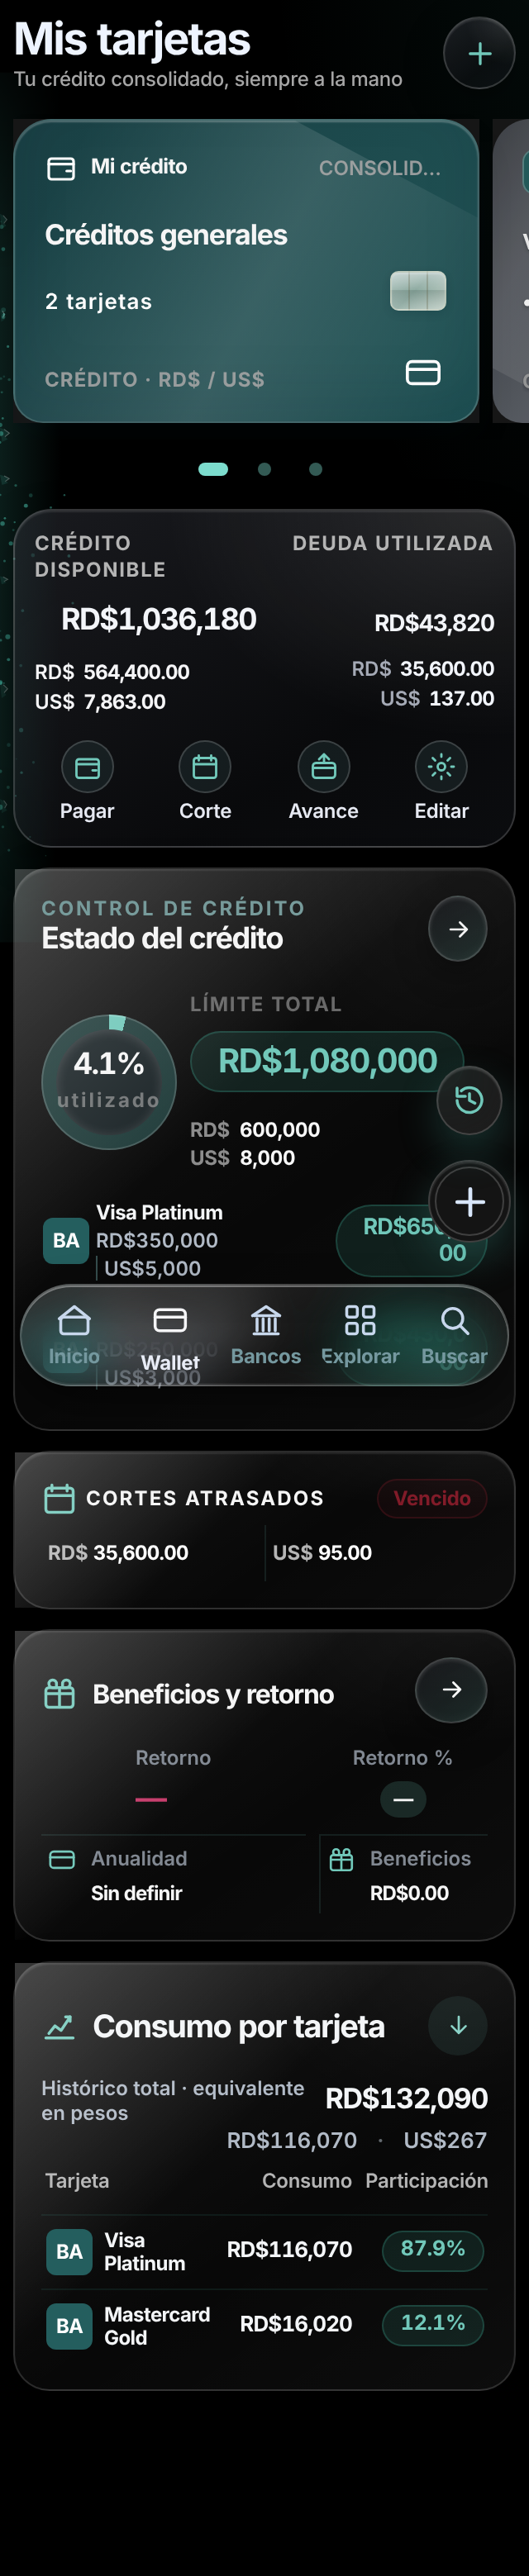 Mis tarjetas
Tu crédito consolidado, siempre a la mano
Mi crédito
CONSOLID...
Créditos generales
2 tarjetas
CRÉDITO · RD$ / US$
CRÉDITO
DISPONIBLE
DEUDA UTILIZADA
RD$1,036,180
RD$43,820
RD$ 564,400.00
RD$ 35,600.00
US$ 7,863.00
US$ 137.00
Pagar
Corte
Avance
Editar
CONTROL DE CRÉDITO
Estado del crédito
LÍMITE TOTAL
4.1%
utilizado
RD$1,080,000
RD$ 600,000
US$ 8,000
BA
Visa Platinum
RD$350,000
US$5,000
00
Inicio
Wallet
Bancos
Explorar
Buscar
RD$250,000
US$3,000
CORTES ATRASADOS
Vencido
RD$ 35,600.00
US$ 95.00
Beneficios y retorno
Retorno
Retorno %
—
—
Anualidad
Beneficios
Sin definir
RD$0.00
Consumo por tarjeta
Histórico total · equivalente
en pesos
RD$132,090
RD$116,070 · US$267
Tarjeta
Consumo
Participación
BA
Visa
Platinum
RD$116,070
87.9%
BA
Mastercard
Gold
RD$16,020
12.1%